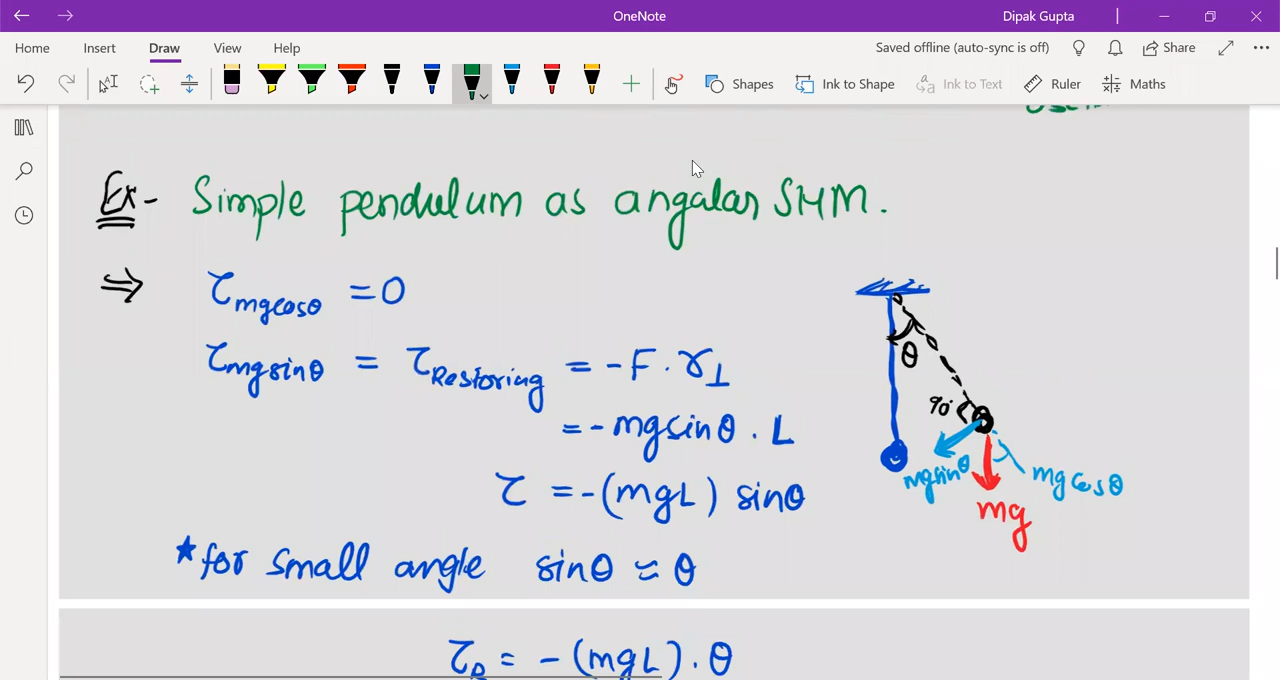 OneNote
Dipak Gupta
Home Insert Draw View Help
Saved offline (auto-sync is off)
Share
Shapes
Ink to Shape
Ink to Text
Ruler
Maths
Ex- Simple pendulum as angalar SHM.
⇒ τmgcosθ = 0
τmgsinθ = τRestoring = -F . r⊥
= - mgsinθ . L
τ = -(mgL) sinθ
★for small angle sinθ ≈ θ
τR = - (mgL) . θ
θ
90°
mgsinθ
mgcosθ
mg